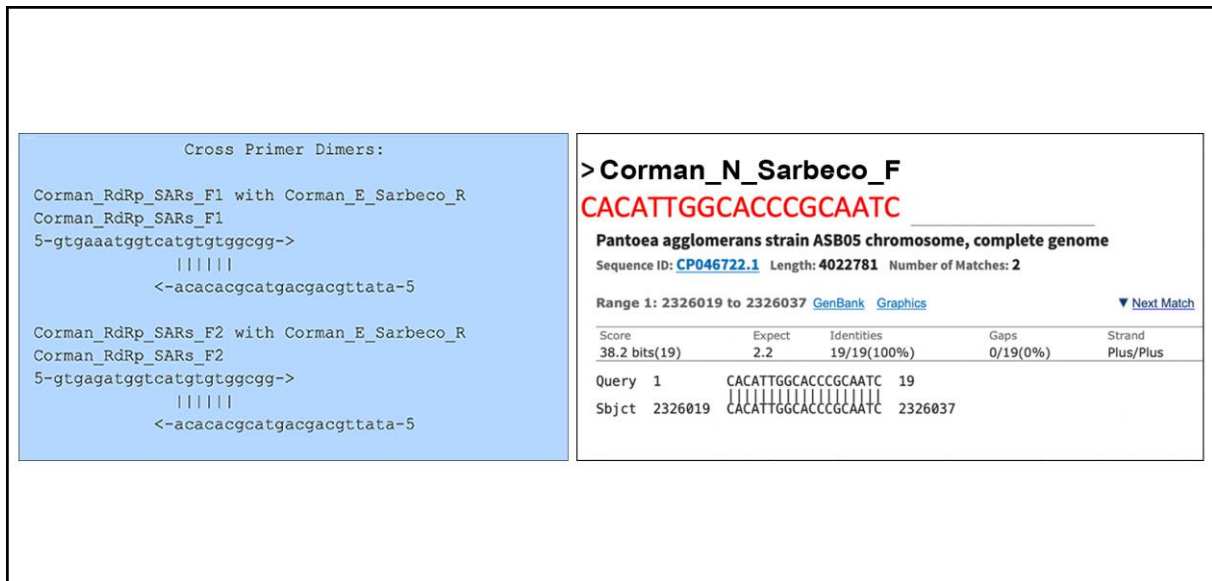 Cross Primer Dimers:
Corman_RdRp_SARs_F1 with Corman_E_Sarbeco_R
Corman_RdRp_SARs_F1
5-gtgaaatggtcatgtgtggcgg->
||||||
<-acacacgcatgacgacgttata-5
Corman_RdRp_SARs_F2 with Corman_E_Sarbeco_R
Corman_RdRp_SARs_F2
5-gtgagatggtcatgtgtggcgg->
||||||
<-acacacgcatgacgacgttata-5
>Corman_N_Sarbeco_F
CACATTGGCACCCGCAATC
Pantoea agglomerans strain ASB05 chromosome, complete genome
Sequence ID: CP046722.1 Length: 4022781 Number of Matches: 2
Range 1: 2326019 to 2326037 GenBank Graphics ▼ Next Match
Score Expect Identities Gaps Strand
38.2 bits(19) 2.2 19/19(100%) 0/19(0%) Plus/Plus
Query 1 CACATTGGCACCCGCAATC 19
|||||||||||||||||||
Sbjct 2326019 CACATTGGCACCCGCAATC 2326037